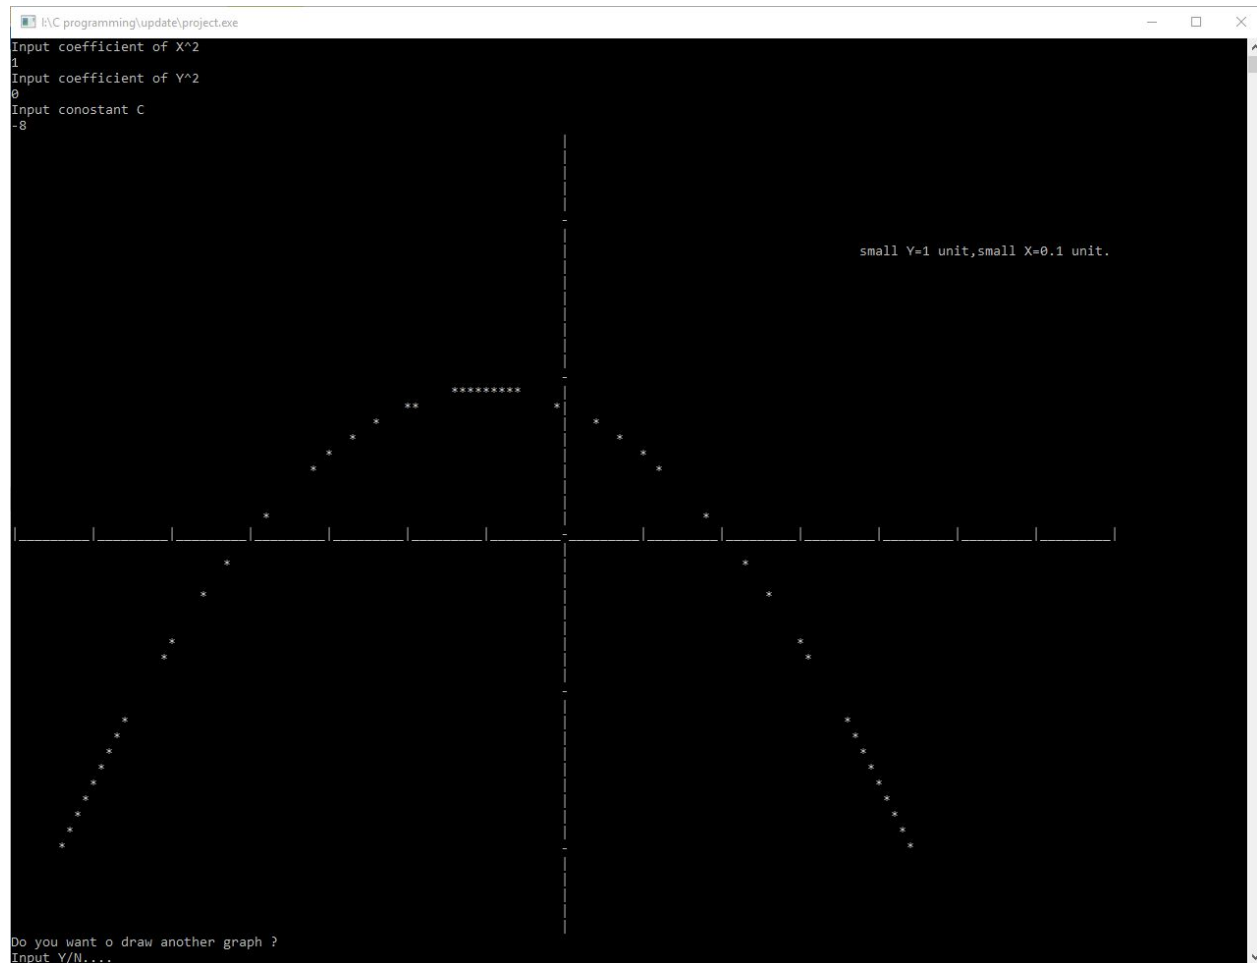 I:\C programming\update\project.exe
Input coefficient of X^2
1
Input coefficient of Y^2
0
Input conostant C
-8
small Y=1 unit,small X=0.1 unit.
Do you want o draw another graph ?
Input Y/N....